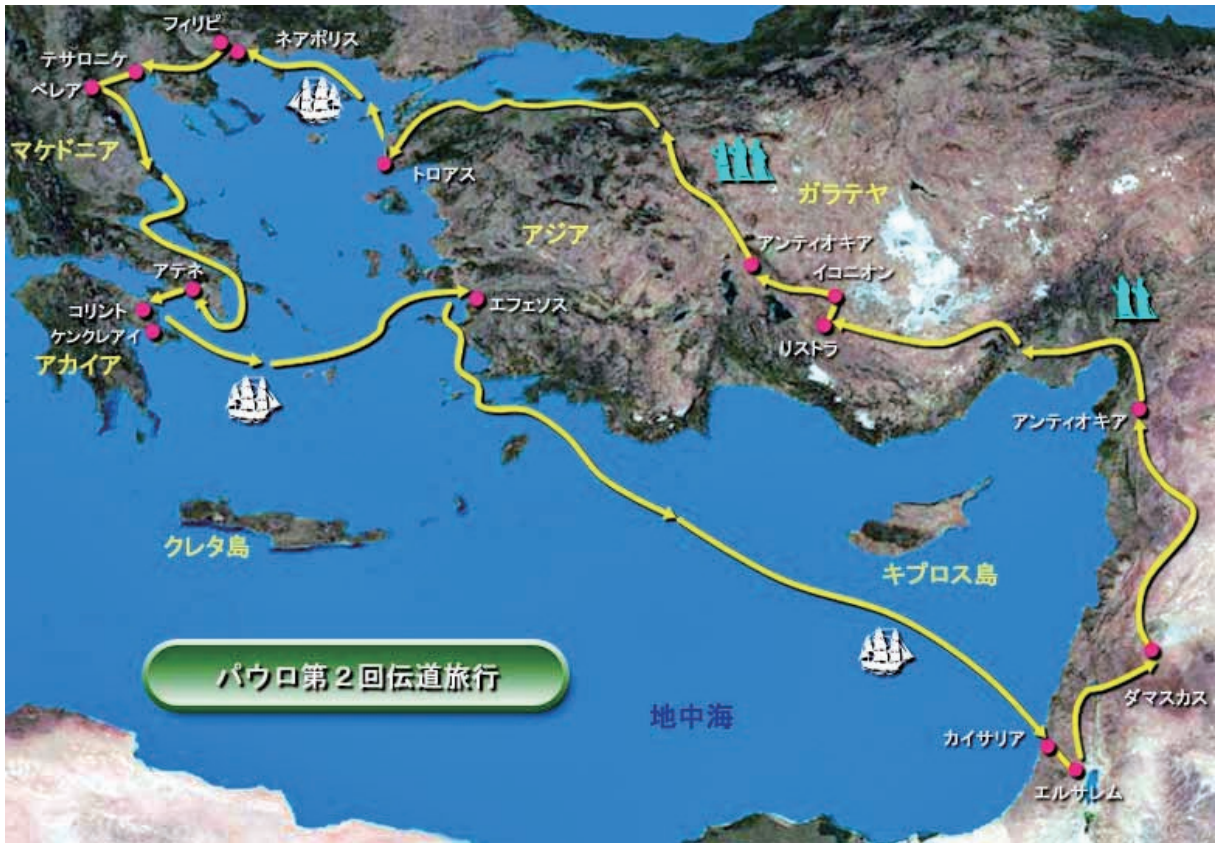 フィリピ
ネアポリス
テサロニケ
ベレア
マケドニア
トロアス
ガラテヤ
アジア
アンティオキア
イコニオン
アテネ
コリント
エフェソス
ケンクレアイ
リストラ
アカイア
アンティオキア
クレタ島
キプロス島
パウロ第2回伝道旅行
ダマスカス
地中海
カイサリア
エルサレム